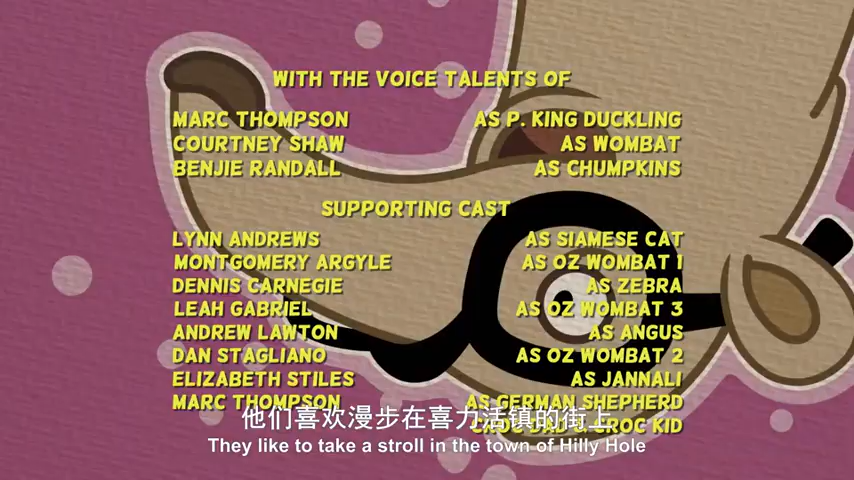 WITH THE VOICE TALENTS OF
MARC THOMPSON AS P. KING DUCKLING
COURTNEY SHAW AS WOMBAT
BENJIE RANDALL AS CHUMPKINS
SUPPORTING CAST
LYNN ANDREWS AS SIAMESE CAT
MONTGOMERY ARGYLE AS OZ WOMBAT 1
DENNIS CARNEGIE AS ZEBRA
LEAH GABRIEL AS OZ WOMBAT 3
ANDREW LAWTON AS ANGUS
DAN STAGLIANO AS OZ WOMBAT 2
ELIZABETH STILES AS JANNALI
MARC THOMPSON AS GERMAN SHEPHERD
CROC DAD & CROC KID
他们喜欢漫步在喜力活镇的街上
They like to take a stroll in the town of Hilly Hole